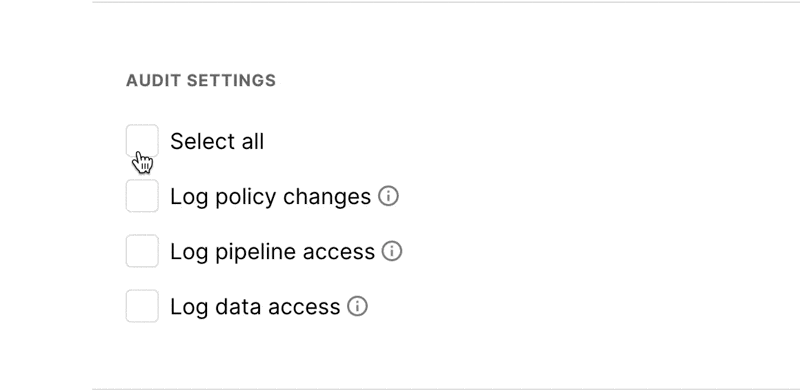 AUDIT SETTINGS
Select all
Log policy changes
Log pipeline access
Log data access